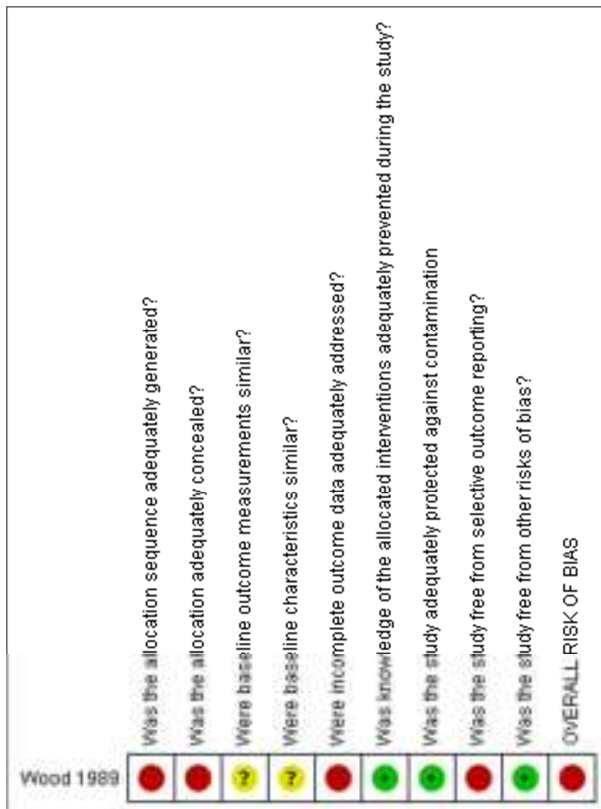 Was the allocation sequence adequately generated?
Was the allocation adequately concealed?
Were baseline outcome measurements similar?
Were baseline characteristics similar?
Were incomplete outcome data adequately addressed?
Was knowledge of the allocated interventions adequately prevented during the study?
Was the study adequately protected against contamination
Was the study free from selective outcome reporting?
Was the study free from other risks of bias?
OVERALL RISK OF BIAS
Wood 1989 ? ? + + +